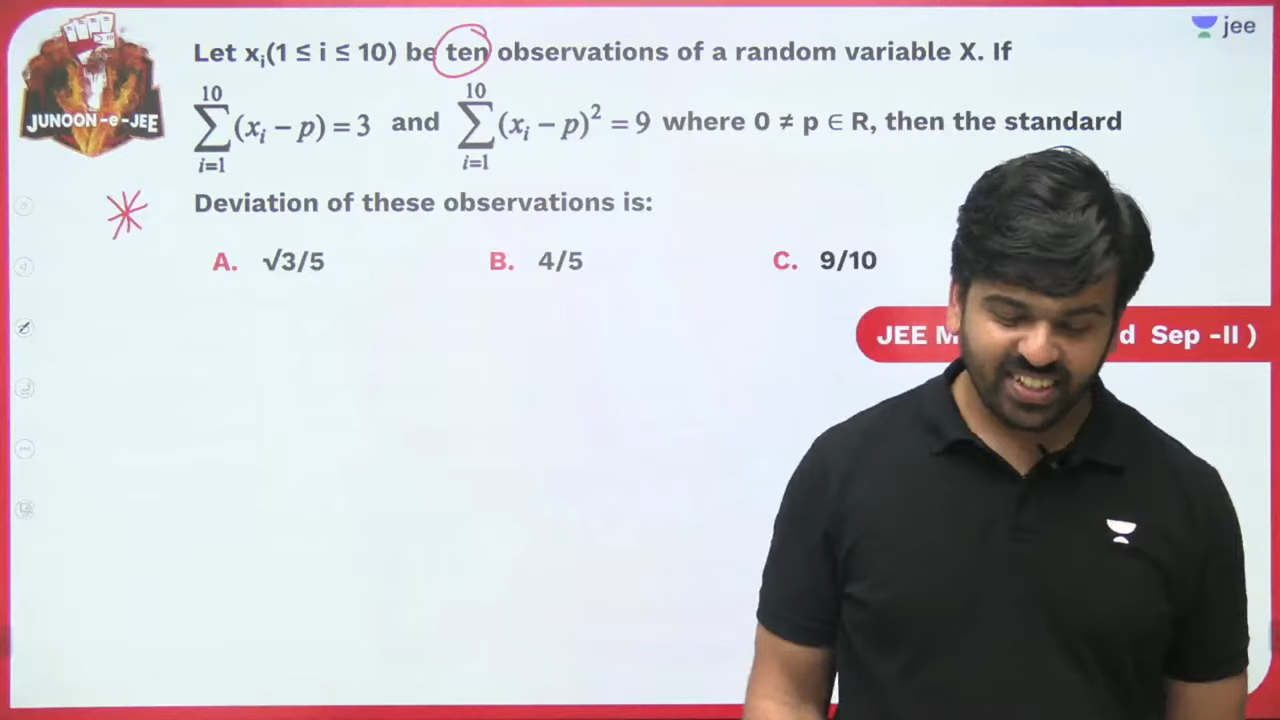 jee
JUNOON-e-JEE
Let xᵢ(1 ≤ i ≤ 10) be ten observations of a random variable X. If
10∑i=1 (xᵢ – p) = 3 and 10∑i=1 (xᵢ – p)² = 9 where 0 ≠ p ∈ R, then the standard
Deviation of these observations is:
A. √3/5 B. 4/5 C. 9/10
JEE Sep -II )